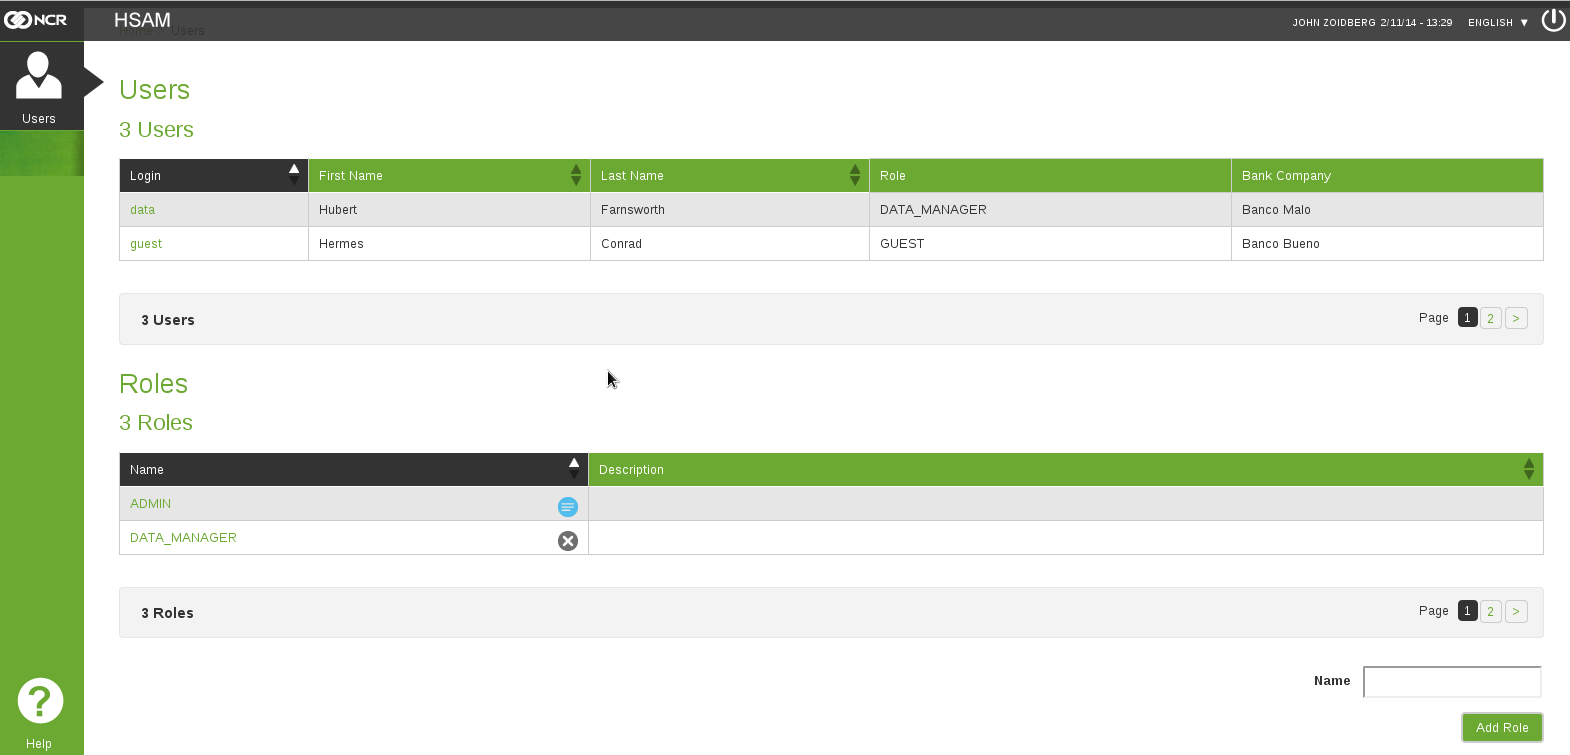 NCR HSAM JOHN ZOIDBERG 2/11/14 - 13:29 ENGLISH ▼
Home > Users
Users
Users
3 Users
Login First Name Last Name Role Bank Company
data Hubert Farnsworth DATA_MANAGER Banco Malo
guest Hermes Conrad GUEST Banco Bueno
3 Users Page 1 2 >
Roles
3 Roles
Name Description
ADMIN
DATA_MANAGER
3 Roles Page 1 2 >
Name
Add Role
? Help